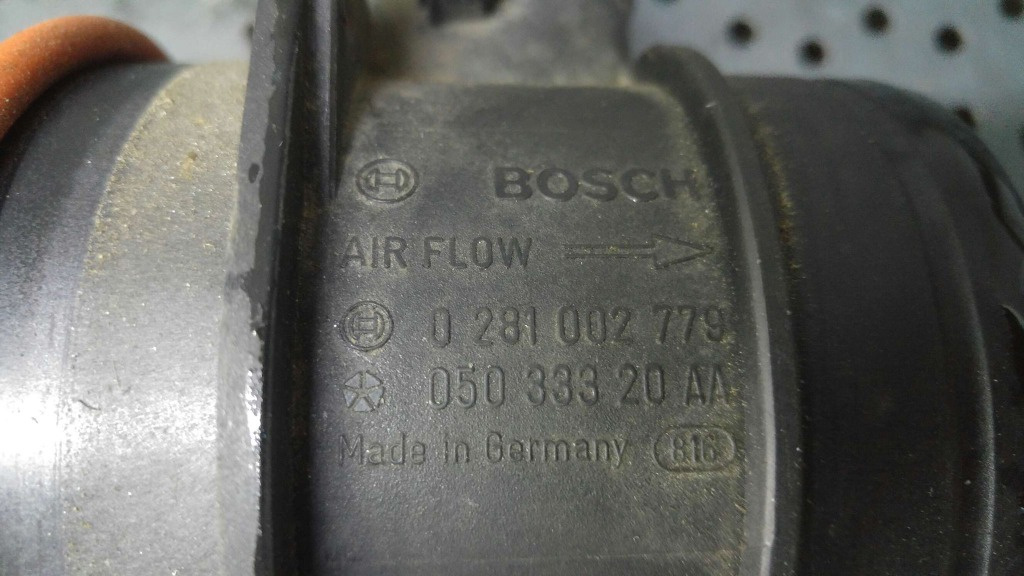 BOSCH
AIR FLOW
0 281 002 779
050 333 20 AA
Made in Germany 816